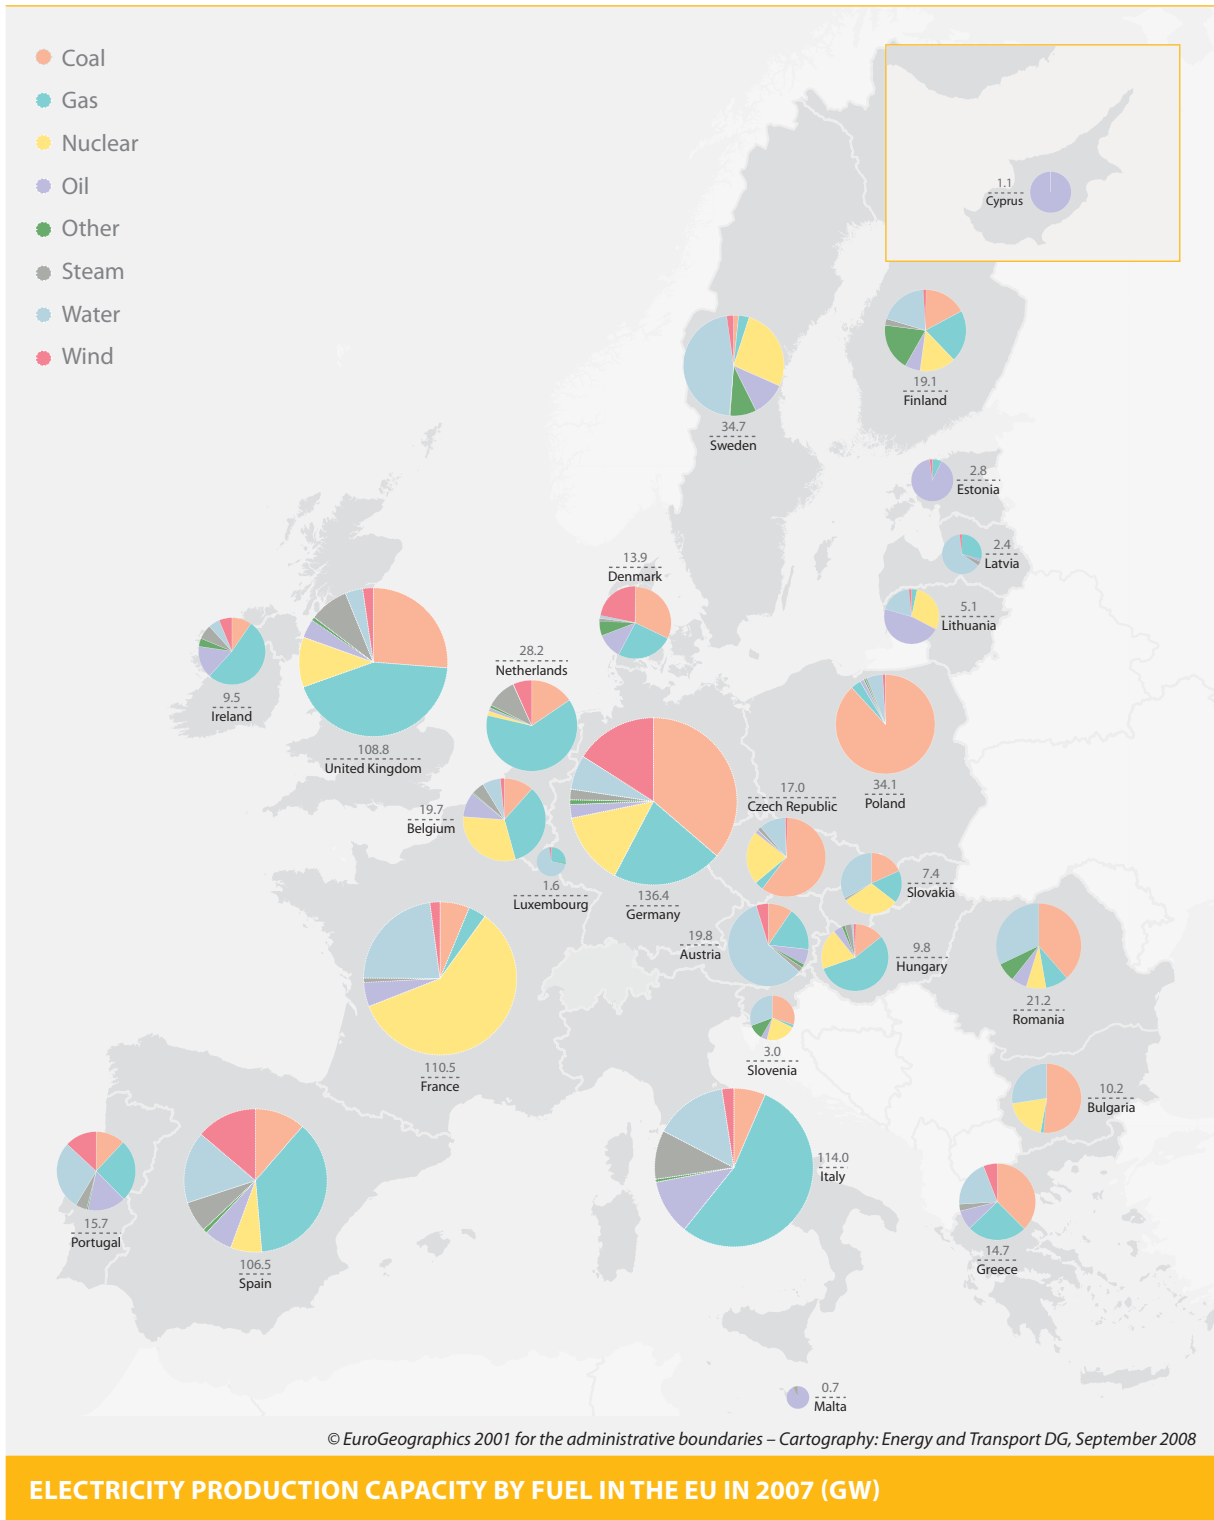 Coal
Gas
Nuclear
Oil
Other
Steam
Water
Wind
1.1
Cyprus
19.1
Finland
34.7
Sweden
2.8
Estonia
2.4
Latvia
13.9
Denmark
5.1
Lithuania
28.2
Netherlands
9.5
Ireland
108.8
United Kingdom
17.0
Czech Republic
34.1
Poland
19.7
Belgium
1.6
Luxembourg
136.4
Germany
7.4
Slovakia
19.8
Austria
9.8
Hungary
21.2
Romania
3.0
Slovenia
110.5
France
10.2
Bulgaria
114.0
Italy
15.7
Portugal
106.5
Spain
14.7
Greece
0.7
Malta
© EuroGeographics 2001 for the administrative boundaries – Cartography: Energy and Transport DG, September 2008
ELECTRICITY PRODUCTION CAPACITY BY FUEL IN THE EU IN 2007 (GW)